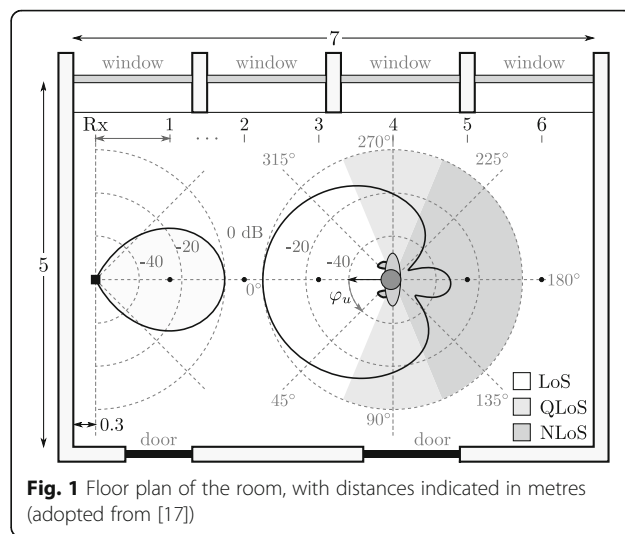 7
window window window window
Rx 1 ... 2 3 4 5 6
270°
315° 225°
0 dB
-20 -20
-40 -40
5
0° 180°
φu
45° 135°
90°
LoS
QLoS
NLoS
0.3
door door
Fig. 1 Floor plan of the room, with distances indicated in metres
(adopted from [17])